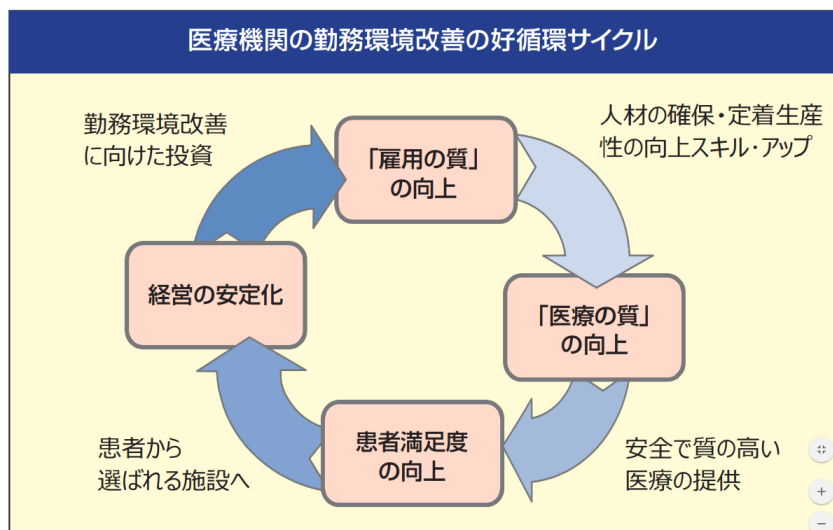 医療機関の勤務環境改善の好循環サイクル
勤務環境改善
に向けた投資
「雇用の質」
の向上
人材の確保・定着生産
性の向上スキル・アップ
経営の安定化
「医療の質」
の向上
患者から
選ばれる施設へ
患者満足度
の向上
安全で質の高い
医療の提供